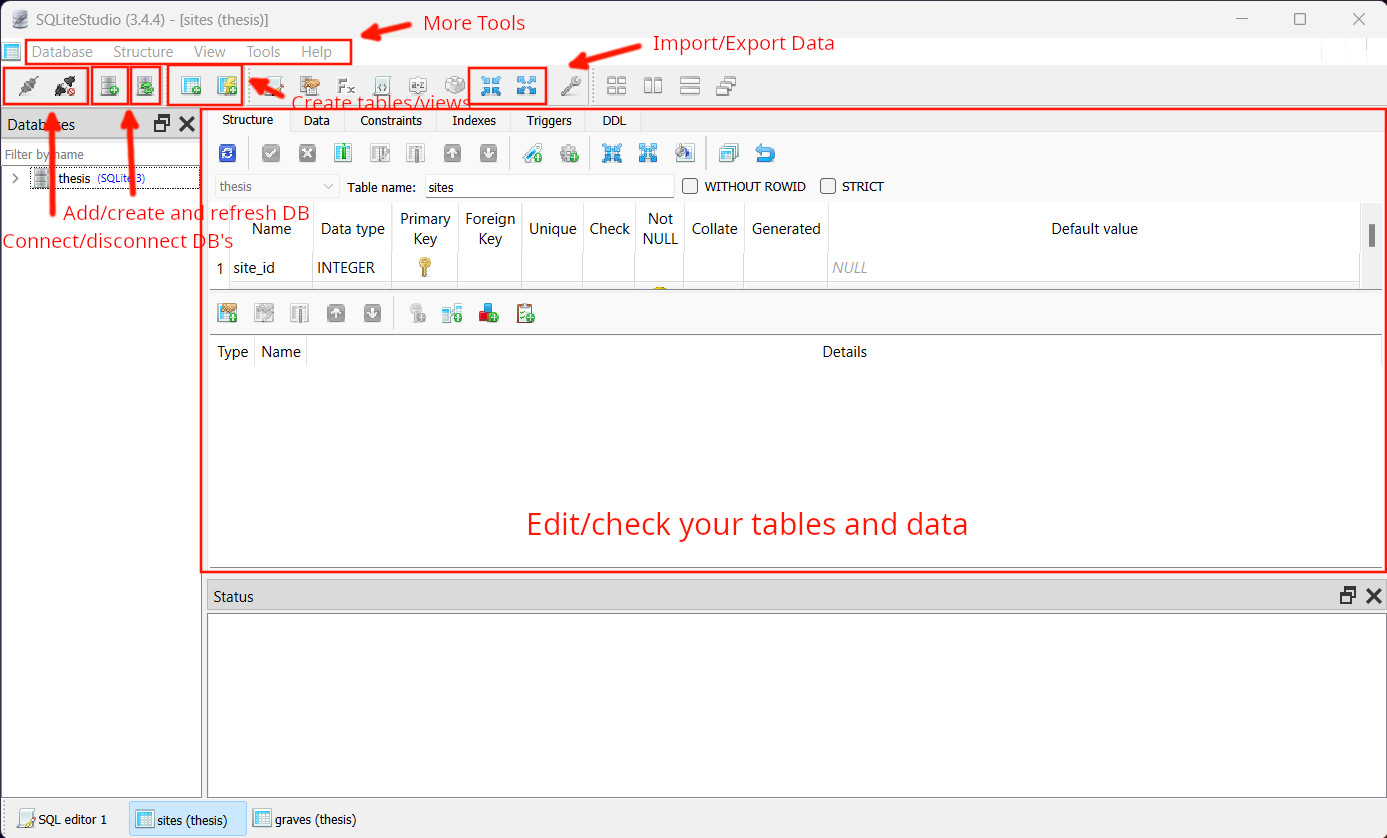 SQLiteStudio (3.4.4) - [sites (thesis)]
More Tools
Database Structure View Tools Help
Import/Export Data
Create tables/views
Databases
Structure Data Constraints Indexes Triggers DDL
Filter by name
thesis (SQLite 3)
thesis Table name: sites WITHOUT ROWID STRICT
Add/create and refresh DB
Connect/disconnect DB's
Name Data type Primary Key Foreign Key Unique Check Not NULL Collate Generated Default value
1 site_id INTEGER NULL
Type Name Details
Edit/check your tables and data
Status
SQL editor 1 sites (thesis) graves (thesis)